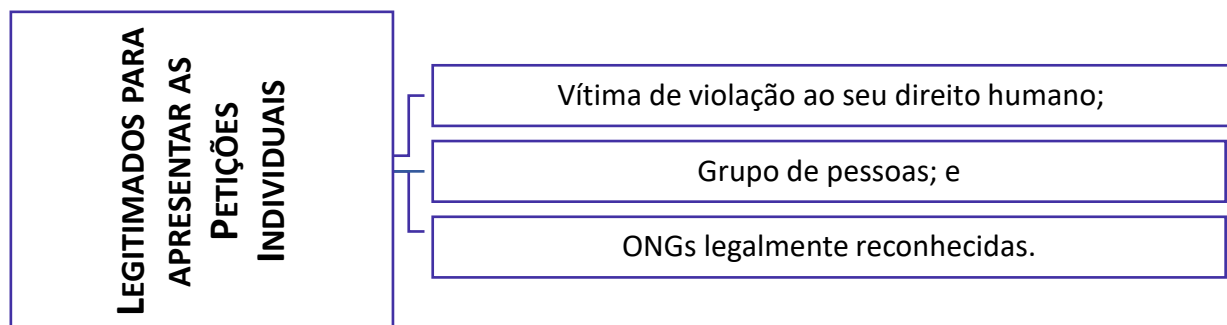 LEGITIMADOS PARA
APRESENTAR AS
PETIÇÕES
INDIVIDUAIS
Vítima de violação ao seu direito humano;
Grupo de pessoas; e
ONGs legalmente reconhecidas.